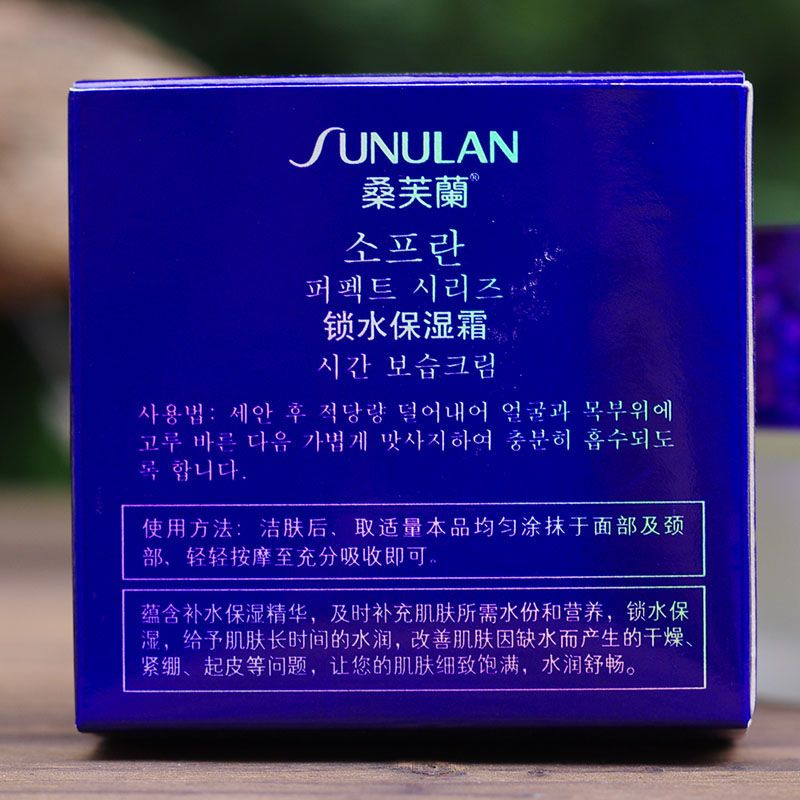 SUNULAN
桑芙蘭®
소프란
퍼펙트 시리즈
锁水保湿霜
시간 보습크림
사용법: 세안 후 적당량 덜어내어 얼굴과 목부위에
고루 바른 다음 가볍게 맛사지하여 충분히 흡수되도
록 합니다.
使用方法: 洁肤后、取适量本品均匀涂抹于面部及颈
部、轻轻按摩至充分吸收即可。
蕴含补水保湿精华，及时补充肌肤所需水份和营养，锁水保
湿，给予肌肤长时间的水润，改善肌肤因缺水而产生的干燥、
紧绷、起皮等问题，让您的肌肤细致饱满，水润舒畅。